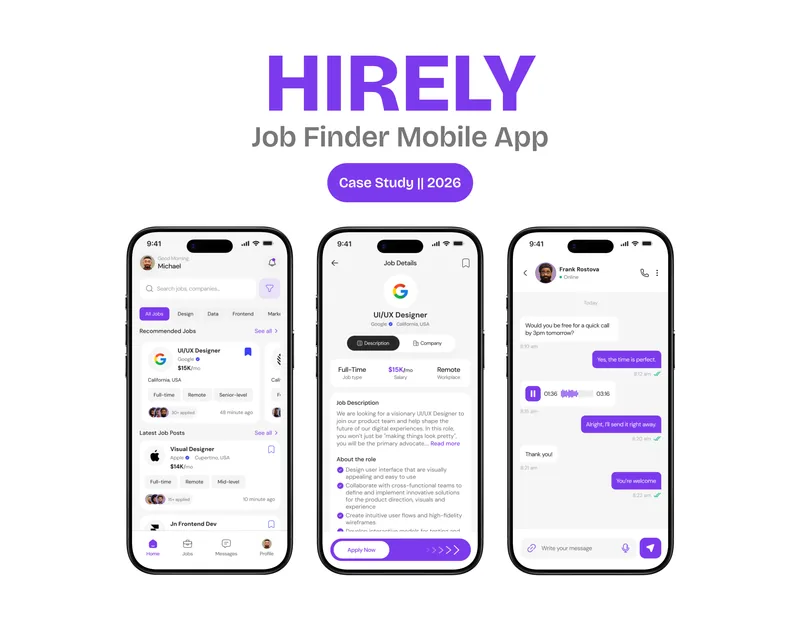 HIRELY
Job Finder Mobile App
Case Study || 2026
9:41
Good Morning
Michael
Search jobs, companies...
All Jobs
Design
Data
Frontend
Marke
Recommended Jobs
See all >
UI/UX Designer
Google
$15K/mo
California, USA
Full-time
Remote
Senior-level
50+ applied
48 minute ago
Latest Job Posts
See all >
Visual Designer
Apple
Cupertino, USA
$14K/mo
Full-time
Remote
Mid-level
10 minute ago
Jn Frontend Dev
Home
Jobs
Messages
Profile
9:41
Job Details
UI/UX Designer
Google
California, USA
Description
Company
Full-Time
Job type
$15K/mo
Salary
Remote
Workplace
Job Description
We are looking for a visionary UI/UX Designer to
join our product team and help shape the
future of our digital experiences. In this role,
you won't just be "making things look pretty",
you will be the primary advocate... Read more
About the role
Design user interface that are visually
appealing and easy to use
Collaborate with cross-functional teams to
define and implement innovative solutions
for the product direction, visuals and
experience
Create intuitive user flows and high-fidelity
wireframes
Apply Now
9:41
Frank Rostova
Online
Today
Would you be free for a quick call
by 3pm tomorrow?
8:10 am
Yes, the time is perfect.
8:12 am
01:36
03:16
8:16 am
Alright, I'll send it right away.
Thank you!
8:21 am
You're welcome
8:22 am
Write your message